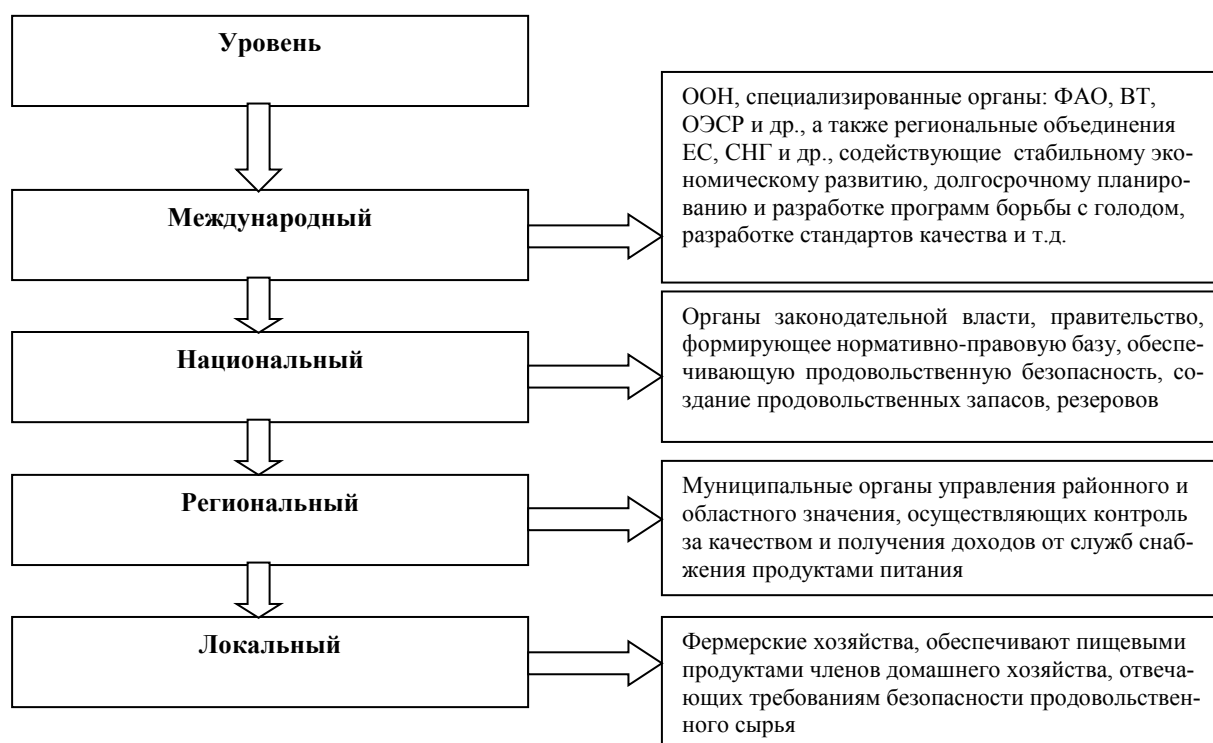 Уровень
ООН, специализированные органы: ФАО, ВТ,
ОЭСР и др., а также региональные объединения
ЕС, СНГ и др., содействующие стабильному эко-
номическому развитию, долгосрочному планиро-
ванию и разработке программ борьбы с голодом,
разработке стандартов качества и т.д.
Международный
Органы законодательной власти, правительство,
формирующее нормативно-правовую базу, обеспе-
чивающую продовольственную безопасность, со-
здание продовольственных запасов, резеровов
Национальный
Муниципальные органы управления районного и
областного значения, осуществляющих контроль
за качеством и получения доходов от служб снаб-
жения продуктами питания
Региональный
Фермерские хозяйства, обеспечивают пищевыми
продуктами членов домашнего хозяйства, отвеча-
ющих требованиям безопасности продовольствен-
ного сырья
Локальный